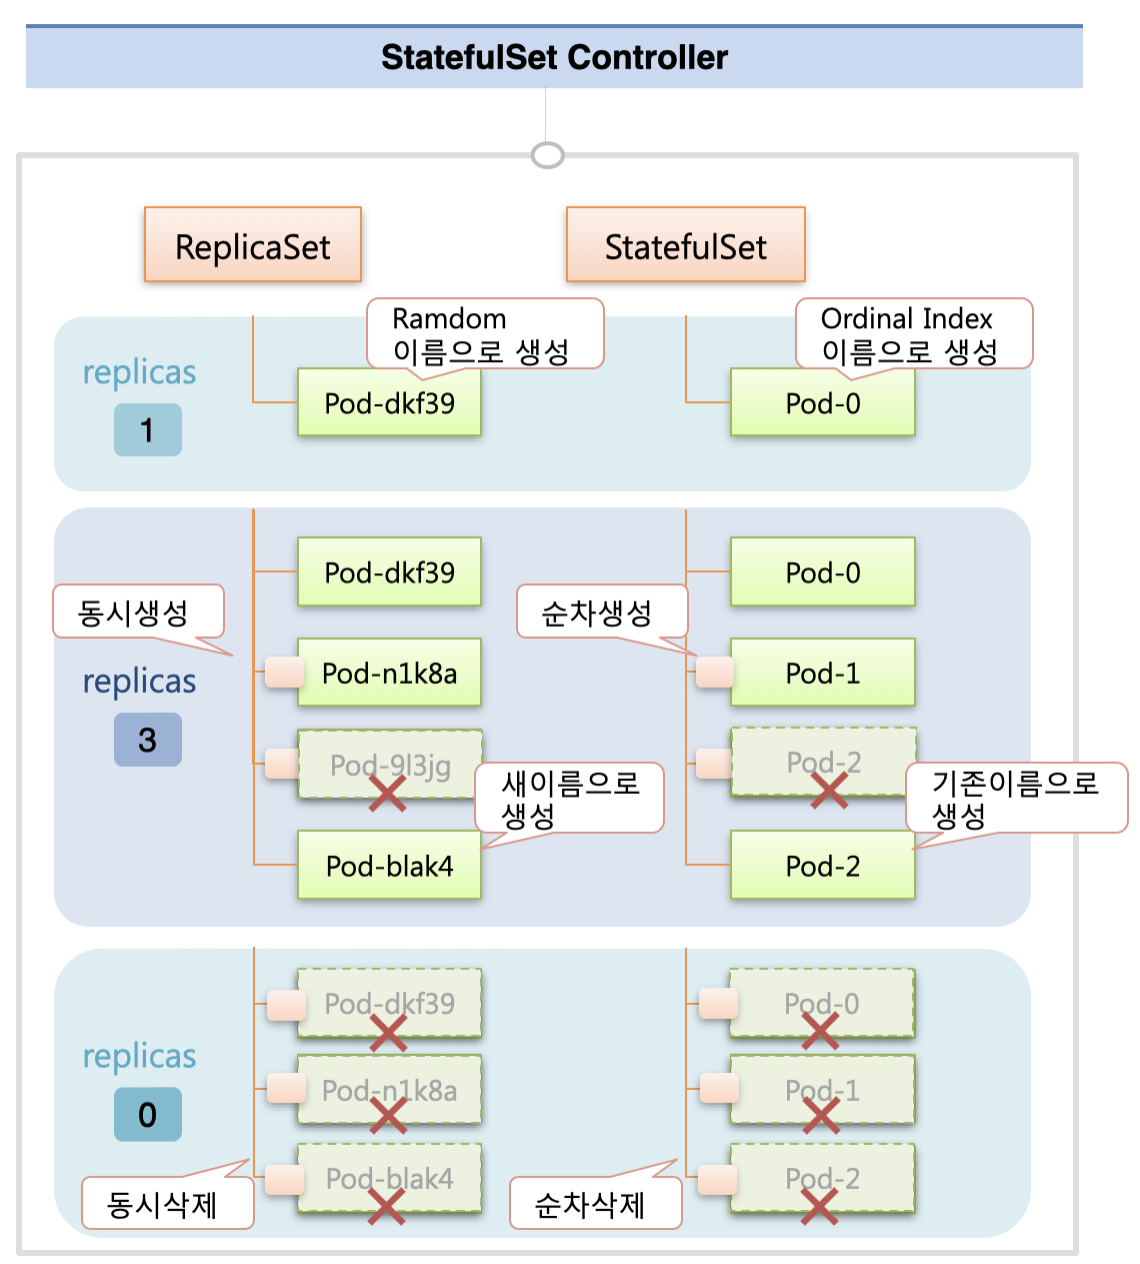 StatefulSet Controller
ReplicaSet
StatefulSet
Ramdom
이름으로 생성
Ordinal Index
이름으로 생성
replicas
1
Pod-dkf39
Pod-0
Pod-dkf39
Pod-0
동시생성
순차생성
replicas
3
Pod-n1k8a
Pod-1
Pod-9l3jg
Pod-2
새이름으로
생성
기존이름으로
생성
Pod-blak4
Pod-2
replicas
0
Pod-dkf39
Pod-0
Pod-n1k8a
Pod-1
Pod-blak4
Pod-2
동시삭제
순차삭제